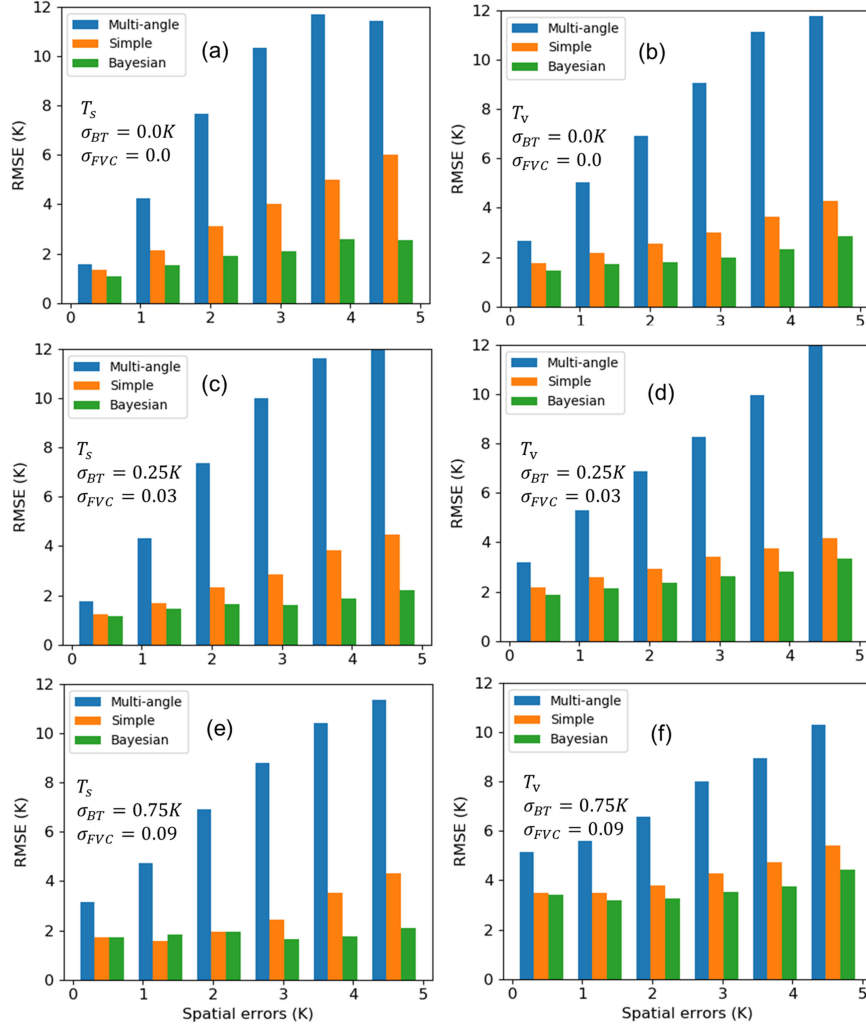 12
10
8
6
4
2
0
RMSE (K)
Multi-angle
Simple
Bayesian
(a)
T_s
σ_BT = 0.0K
σ_FVC = 0.0
0 1 2 3 4 5
12
10
8
6
4
2
0
RMSE (K)
Multi-angle
Simple
Bayesian
(b)
T_v
σ_BT = 0.0K
σ_FVC = 0.0
0 1 2 3 4 5
12
10
8
6
4
2
0
RMSE (K)
Multi-angle
Simple
Bayesian
(c)
T_s
σ_BT = 0.25K
σ_FVC = 0.03
0 1 2 3 4 5
12
10
8
6
4
2
0
RMSE (K)
Multi-angle
Simple
Bayesian
(d)
T_v
σ_BT = 0.25K
σ_FVC = 0.03
0 1 2 3 4 5
12
10
8
6
4
2
0
RMSE (K)
Multi-angle
Simple
Bayesian
(e)
T_s
σ_BT = 0.75K
σ_FVC = 0.09
0 1 2 3 4 5
Spatial errors (K)
12
10
8
6
4
2
0
RMSE (K)
Multi-angle
Simple
Bayesian
(f)
T_v
σ_BT = 0.75K
σ_FVC = 0.09
0 1 2 3 4 5
Spatial errors (K)